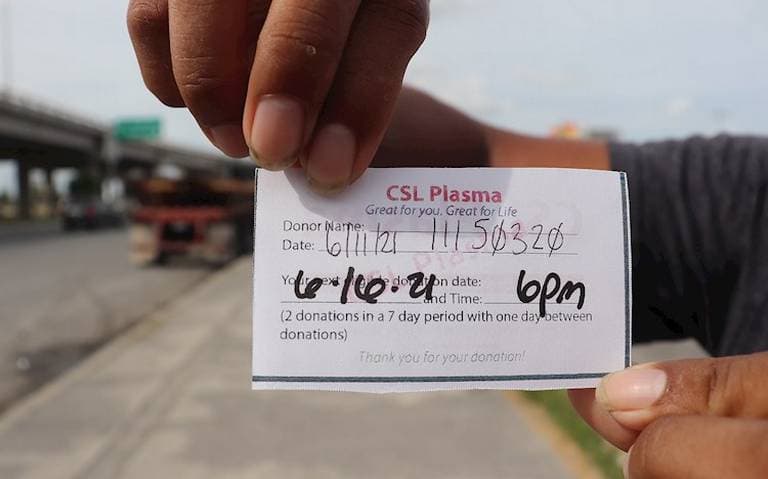 CSL Plasma
Great for you. Great for Life
Donor Name:
Date: 6/11/21 11150320
Your next eligible donation date:
6·16·21 and Time: 6pm
(2 donations in a 7 day period with one day between
donations)
Thank you for your donation!